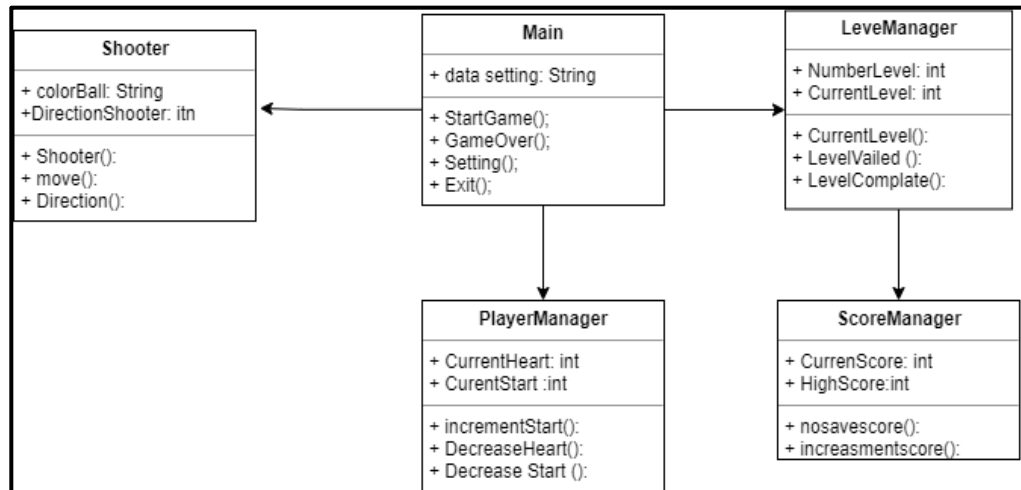 Shooter
+ colorBall: String
+DirectionShooter: itn
+ Shooter():
+ move():
+ Direction():
Main
+ data setting: String
+ StartGame();
+ GameOver();
+ Setting();
+ Exit();
LeveManager
+ NumberLevel: int
+ CurrentLevel: int
+ CurrentLevel():
+ LevelVailed ():
+ LevelComplate():
PlayerManager
+ CurrentHeart: int
+ CurentStart :int
+ incrementStart():
+ DecreaseHeart():
+ Decrease Start ():
ScoreManager
+ CurrenScore: int
+ HighScore:int
+ nosavescore():
+ increasmentscore():